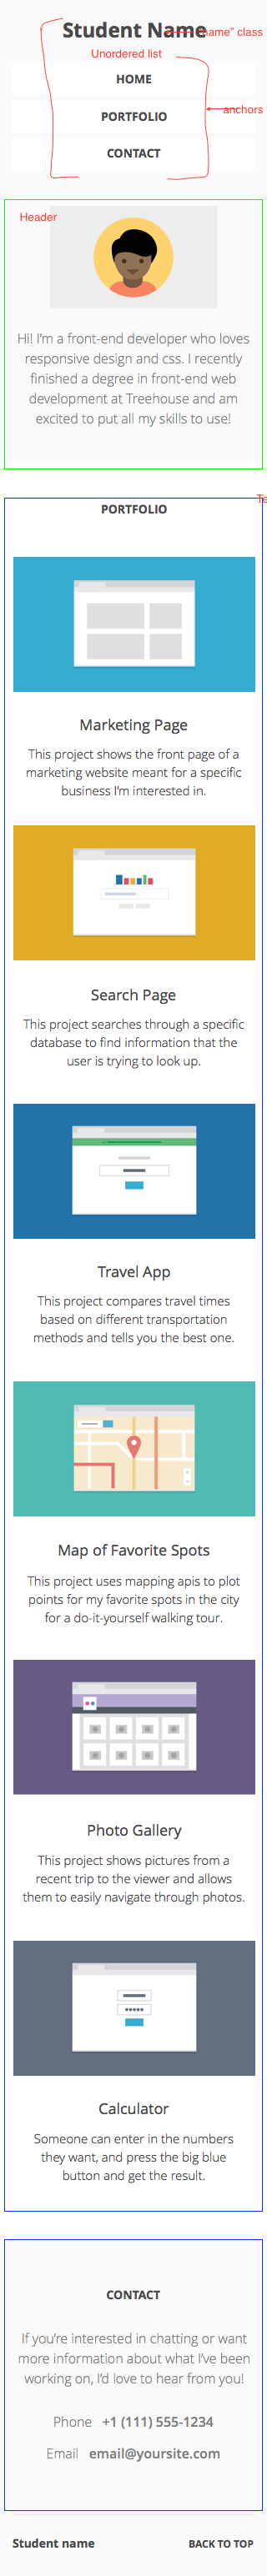 Student Name
"name" class
Unordered list
HOME
PORTFOLIO
anchors
CONTACT
Header
Hi! I'm a front-end developer who loves
responsive design and css. I recently
finished a degree in front-end web
development at Treehouse and am
excited to put all my skills to use!
PORTFOLIO
Marketing Page
This project shows the front page of a
marketing website meant for a specific
business I'm interested in.
Search Page
This project searches through a specific
database to find information that the
user is trying to look up.
Travel App
This project compares travel times
based on different transportation
methods and tells you the best one.
Map of Favorite Spots
This project uses mapping apis to plot
points for my favorite spots in the city
for a do-it-yourself walking tour.
Photo Gallery
This project shows pictures from a
recent trip to the viewer and allows
them to easily navigate through photos.
Calculator
Someone can enter in the numbers
they want, and press the big blue
button and get the result.
CONTACT
If you're interested in chatting or want
more information about what I've been
working on, I'd love to hear from you!
Phone +1 (111) 555-1234
Email email@yoursite.com
Student name BACK TO TOP